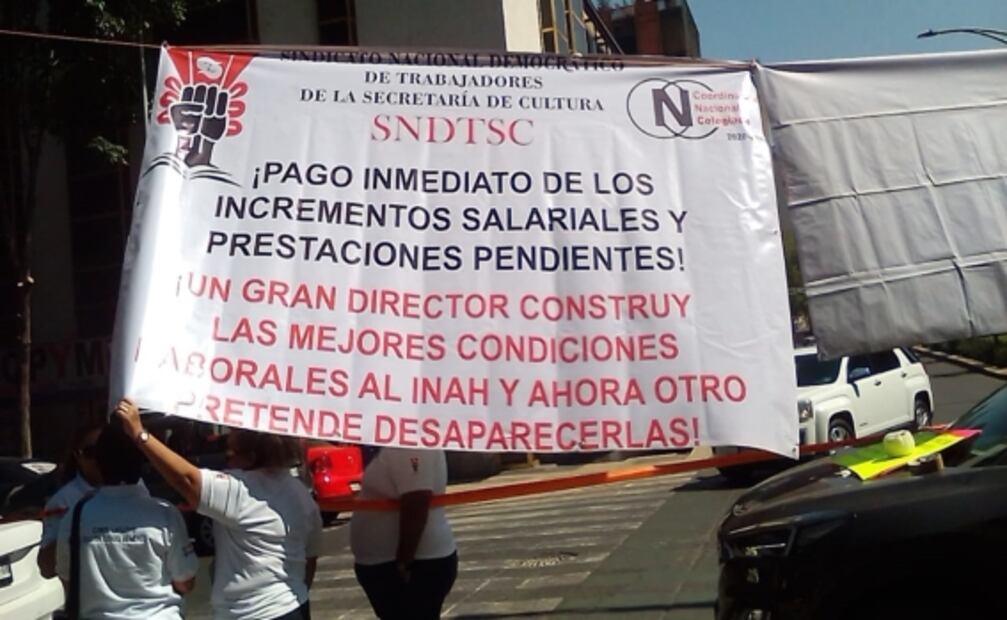 SINDICATO NACIONAL DEMOCRÁTICO
DE TRABAJADORES
DE LA SECRETARÍA DE CULTURA
SNDTSC
N
Nacional
¡PAGO INMEDIATO DE LOS
INCREMENTOS SALARIALES Y
PRESTACIONES PENDIENTES!
¡UN GRAN DIRECTOR CONSTRUY
LAS MEJORES CONDICIONES
LABORALES AL INAH Y AHORA OTRO
PRETENDE DESAPARECERLAS!